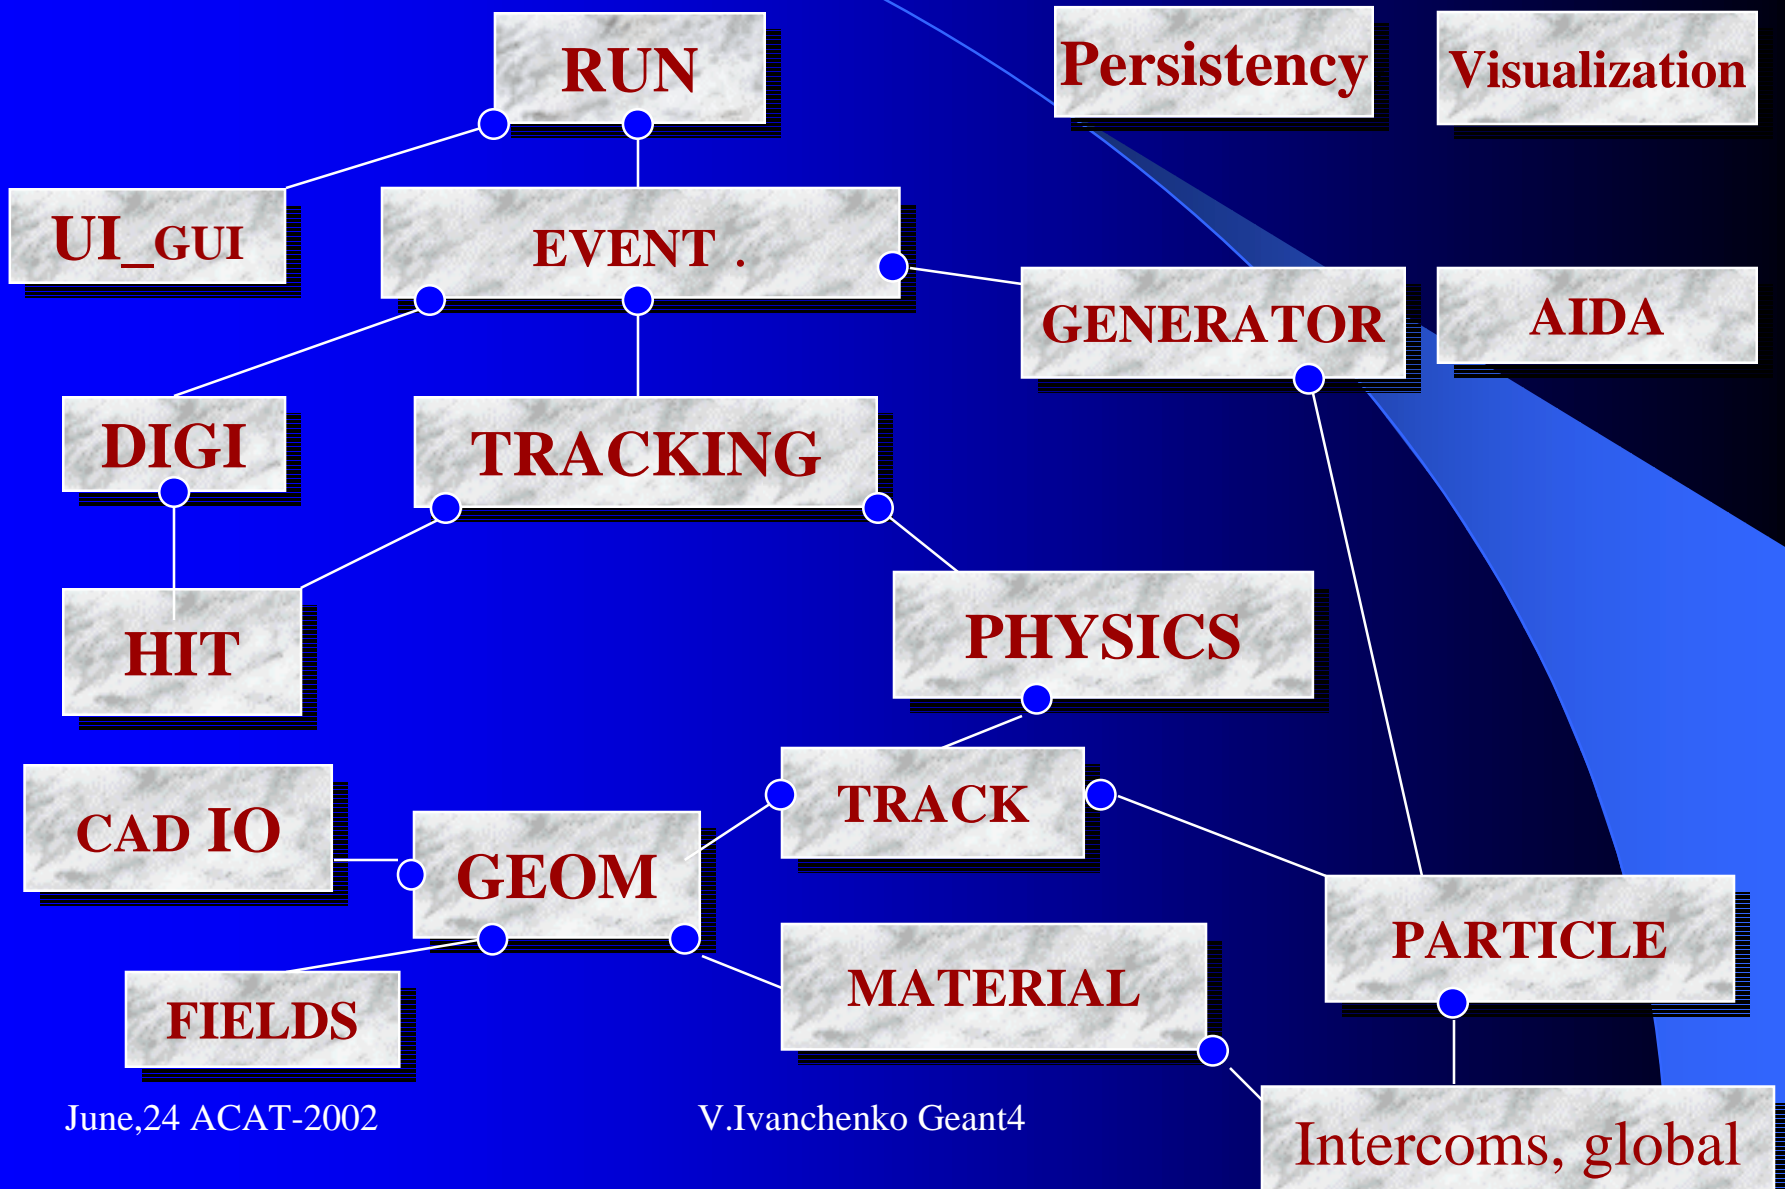 RUN
Persistency
Visualization
UI_GUI
EVENT .
GENERATOR
AIDA
DIGI
TRACKING
HIT
PHYSICS
CAD IO
GEOM
TRACK
PARTICLE
MATERIAL
FIELDS
June,24 ACAT-2002
V.Ivanchenko Geant4
Intercoms, global